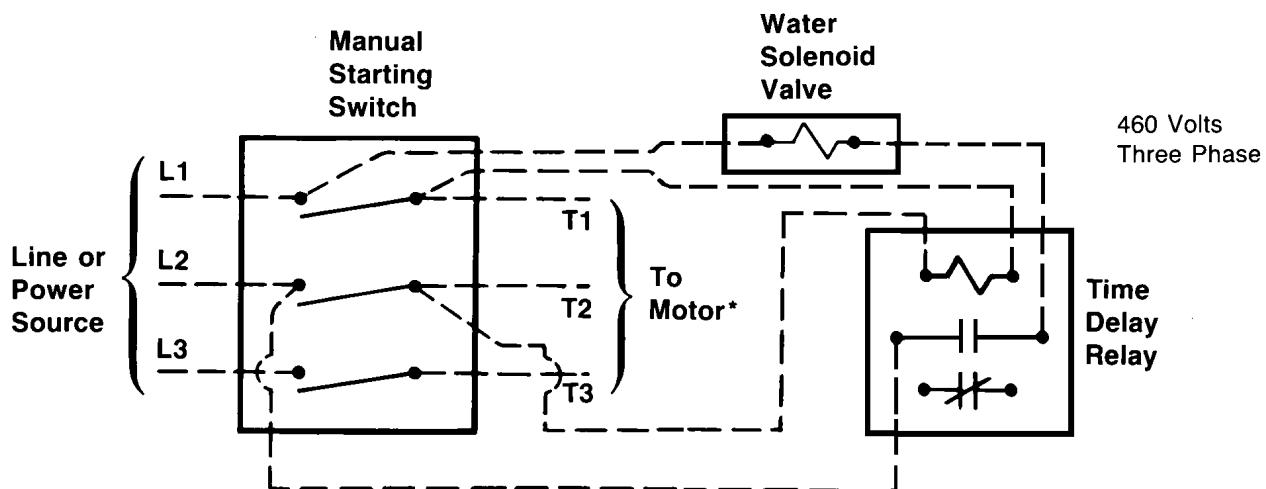 Manual
Starting
Switch
Water
Solenoid
Valve
460 Volts
Three Phase
L1
T1
Line or
Power
Source
L2
T2
To
Motor*
L3
T3
Time
Delay
Relay